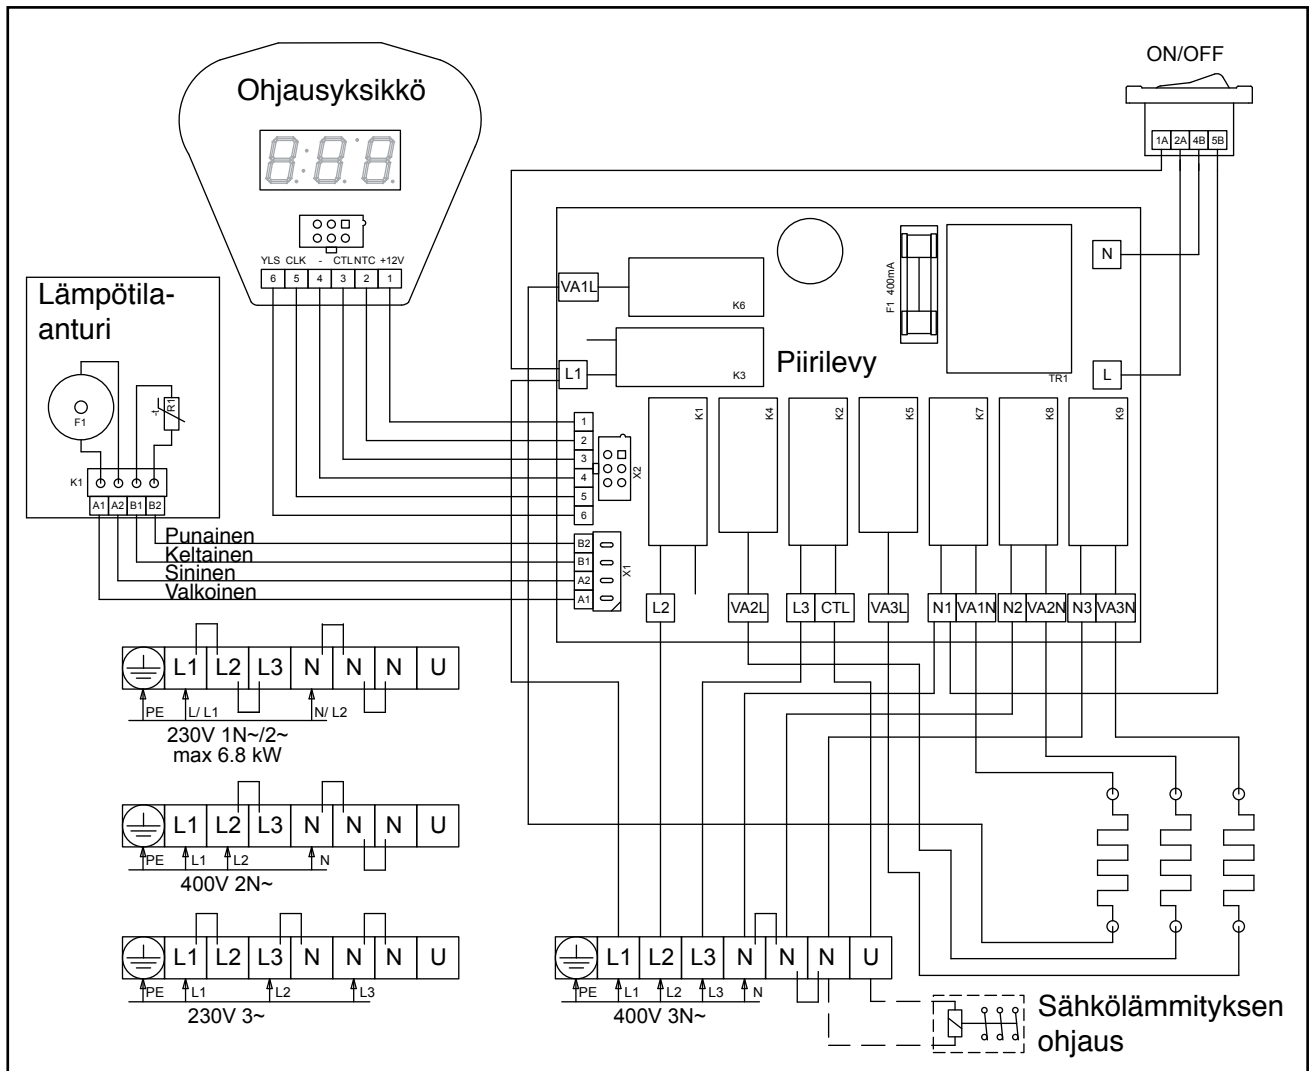 ON/OFF
1A 2A 4B 5B
Ohjausyksikkö
YLS CLK - CTL NTC +12V
6 5 4 3 2 1
Lämpötila-
anturi
F1
-t
R1
K1
A1 A2 B1 B2
Punainen
Keltainen
Sininen
Valkoinen
VA1L
K6
L1
K3
Piirilevy
F1 400mA
TR1
N
L
1
2
3
4
5
6
X2
B2
B1
A2
A1
X1
K1 K4 K2 K5 K7 K8 K9
L2 VA2L L3 CTL VA3L N1 VA1N N2 VA2N N3 VA3N
L1 L2 L3 N N N U
PE L/ L1 N/ L2
230V 1N~/2~
max 6.8 kW
L1 L2 L3 N N N U
PE L1 L2 N
400V 2N~
L1 L2 L3 N N N U
PE L1 L2 L3
230V 3~
L1 L2 L3 N N N U
PE L1 L2 L3 N
400V 3N~
Sähkölämmityksen
ohjaus